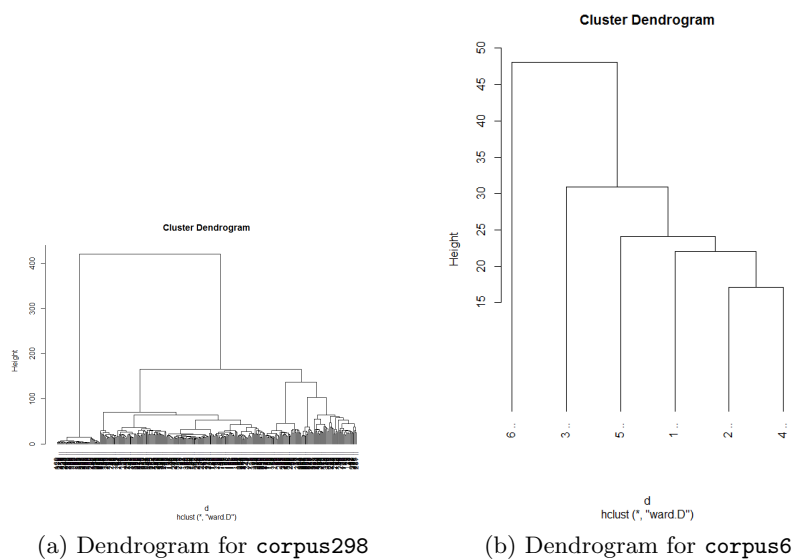 Cluster Dendrogram
Height
400
300
200
100
0
d
hclust (*, "ward.D")
(a) Dendrogram for corpus298
Cluster Dendrogram
Height
50
45
40
35
30
25
20
15
6 ..
3 ..
5 ..
1 ..
2 ..
4 ..
d
hclust (*, "ward.D")
(b) Dendrogram for corpus6